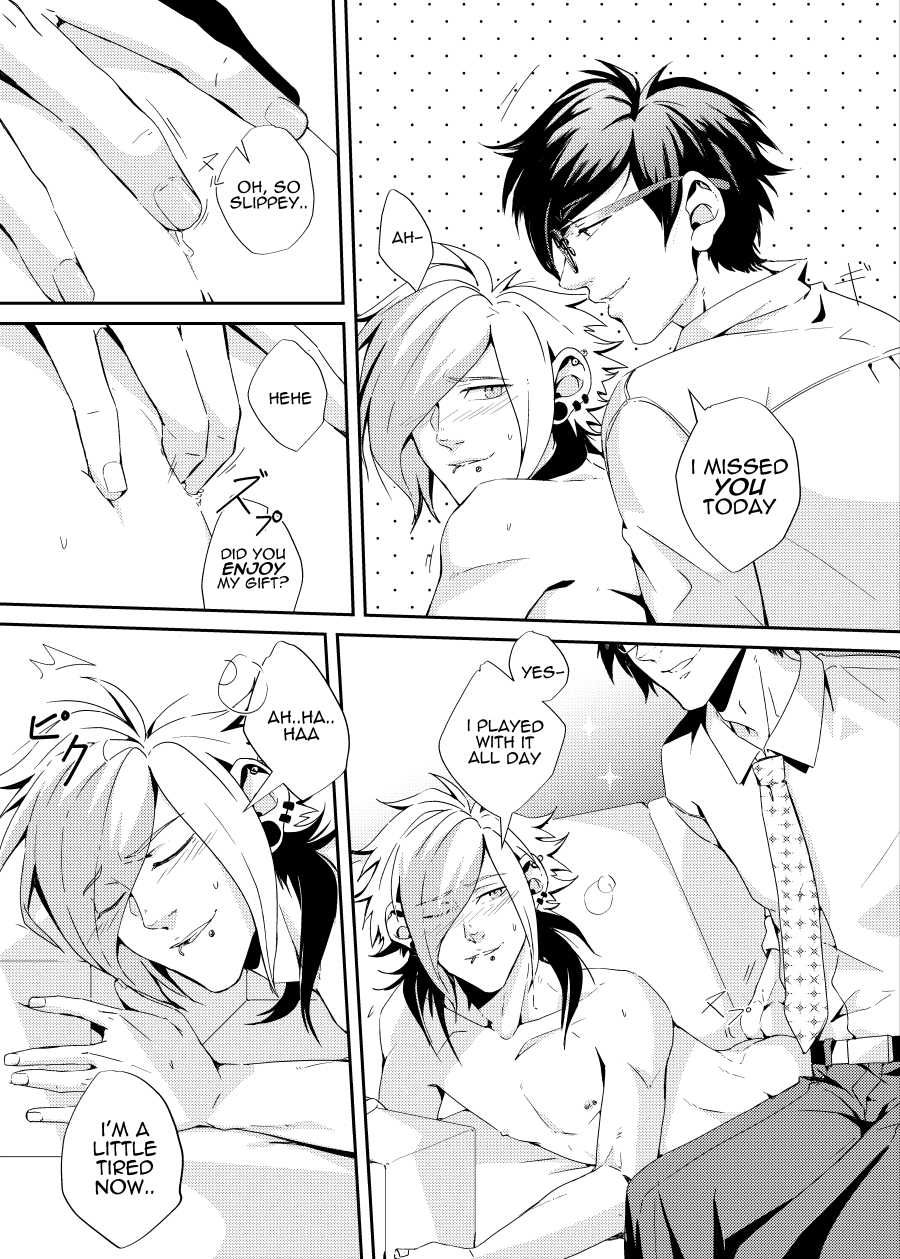 OH, SO
SLIPPEY..
AH-
I MISSED
YOU
TODAY
HEHE
ズプ
DID YOU
ENJOY
MY GIFT?
ピク
AH..HA..
HAA
I'M A
LITTLE
TIRED
NOW..
YES-
I PLAYED
WITH IT
ALL DAY